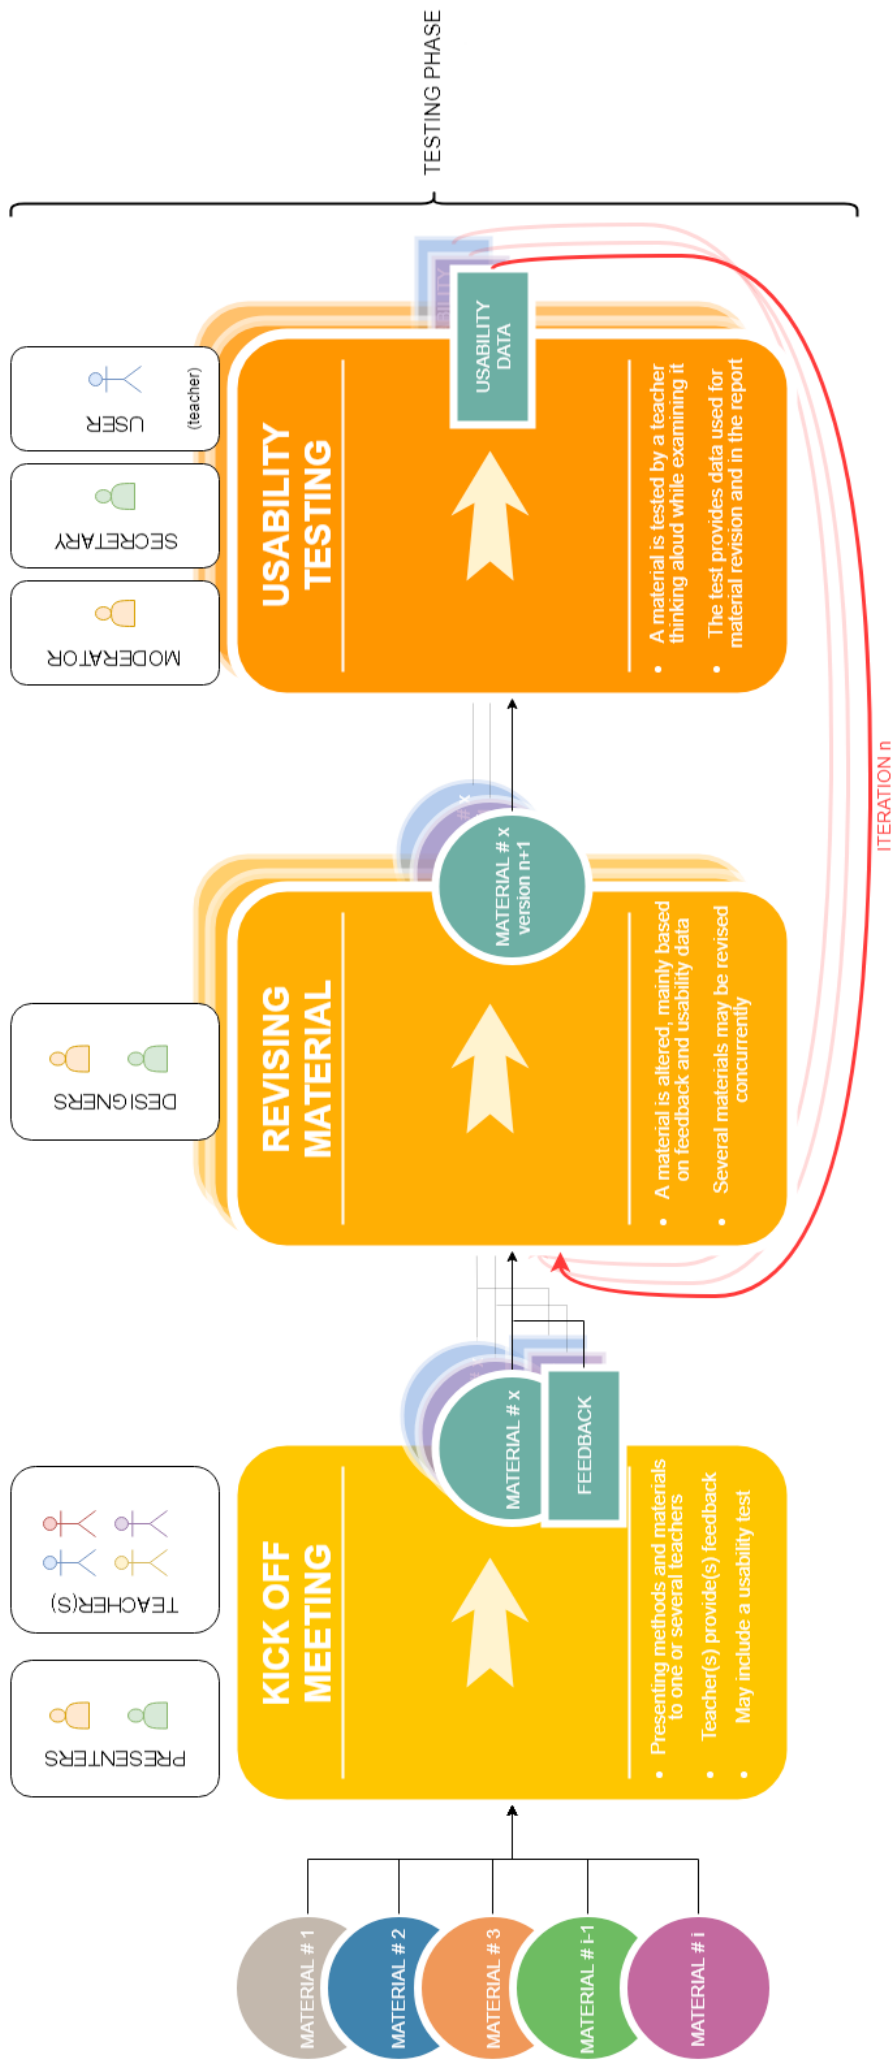 TESTING PHASE
PRESENTERS
TEACHER(S)
DESIGNERS
MODERATOR
SECRETARY
USER
(teacher)
MATERIAL # 1
MATERIAL # 2
MATERIAL # 3
MATERIAL # i-1
MATERIAL # i
KICK OFF
MEETING
MATERIAL # x
FEEDBACK
• Presenting methods and materials
to one or several teachers
• Teacher(s) provide(s) feedback
• May include a usability test
REVISING
MATERIAL
# x
MATERIAL # x
version n+1
• A material is altered, mainly based
on feedback and usability data
• Several materials may be revised
concurrently
USABILITY
TESTING
BILITY
USABILITY
DATA
• A material is tested by a teacher
thinking aloud while examining it
• The test provides data used for
material revision and in the report
ITERATION n